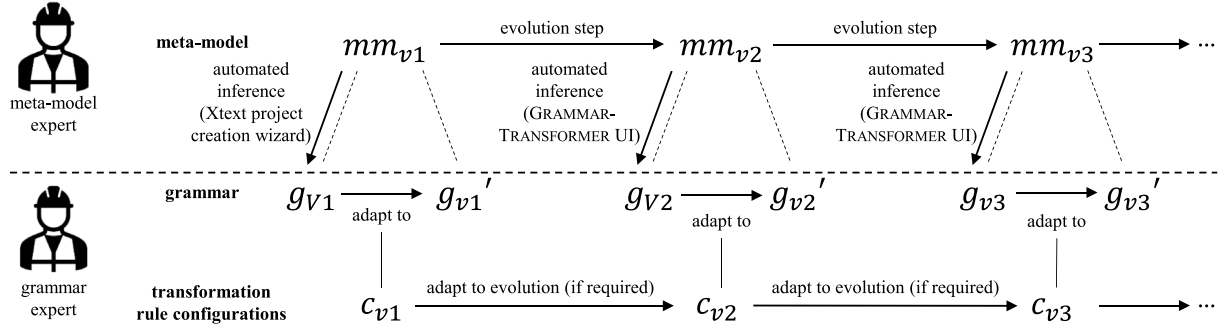 meta-model
expert
meta-model
mm_v1
evolution step
mm_v2
evolution step
mm_v3
...
automated
inference
(Xtext project
creation wizard)
automated
inference
(GRAMMAR-
TRANSFORMER UI)
automated
inference
(GRAMMAR-
TRANSFORMER UI)
grammar
expert
grammar
g_V1
adapt to
g_v1'
g_V2
adapt to
g_v2'
g_v3
adapt to
g_v3'
transformation
rule configurations
c_v1
adapt to evolution (if required)
c_v2
adapt to evolution (if required)
c_v3
...